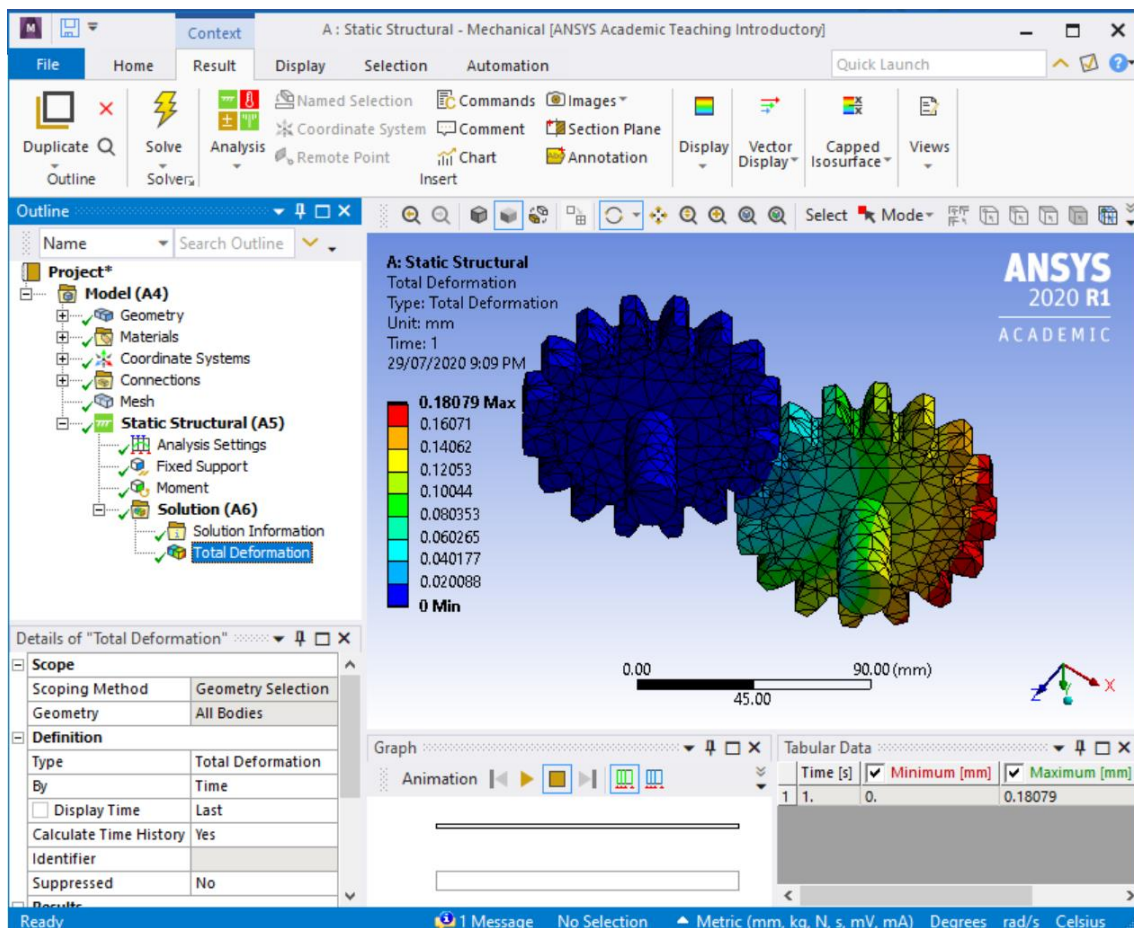 M
Context
A : Static Structural - Mechanical [ANSYS Academic Teaching Introductory]
File Home Result Display Selection Automation
Quick Launch
Duplicate
Outline
Solve
Solver
Analysis
Named Selection Commands Images
Coordinate System Comment Section Plane
Remote Point Chart Annotation
Insert
Display
Vector
Display
Capped
Isosurface
Views
Outline
Name Search Outline
Project*
Model (A4)
Geometry
Materials
Coordinate Systems
Connections
Mesh
Static Structural (A5)
Analysis Settings
Fixed Support
Moment
Solution (A6)
Solution Information
Total Deformation
Select Mode
A: Static Structural
Total Deformation
Type: Total Deformation
Unit: mm
Time: 1
29/07/2020 9:09 PM
0.18079 Max
0.16071
0.14062
0.12053
0.10044
0.080353
0.060265
0.040177
0.020088
0 Min
ANSYS
2020 R1
ACADEMIC
0.00 90.00 (mm)
45.00
Z Y X
Details of "Total Deformation"
Scope
Scoping Method Geometry Selection
Geometry All Bodies
Definition
Type Total Deformation
By Time
Display Time Last
Calculate Time History Yes
Identifier
Suppressed No
Results
Graph
Animation
Tabular Data
Time [s] Minimum [mm] Maximum [mm]
1 1. 0. 0.18079
Ready 1 Message No Selection Metric (mm, kg, N, s, mV, mA) Degrees rad/s Celsius